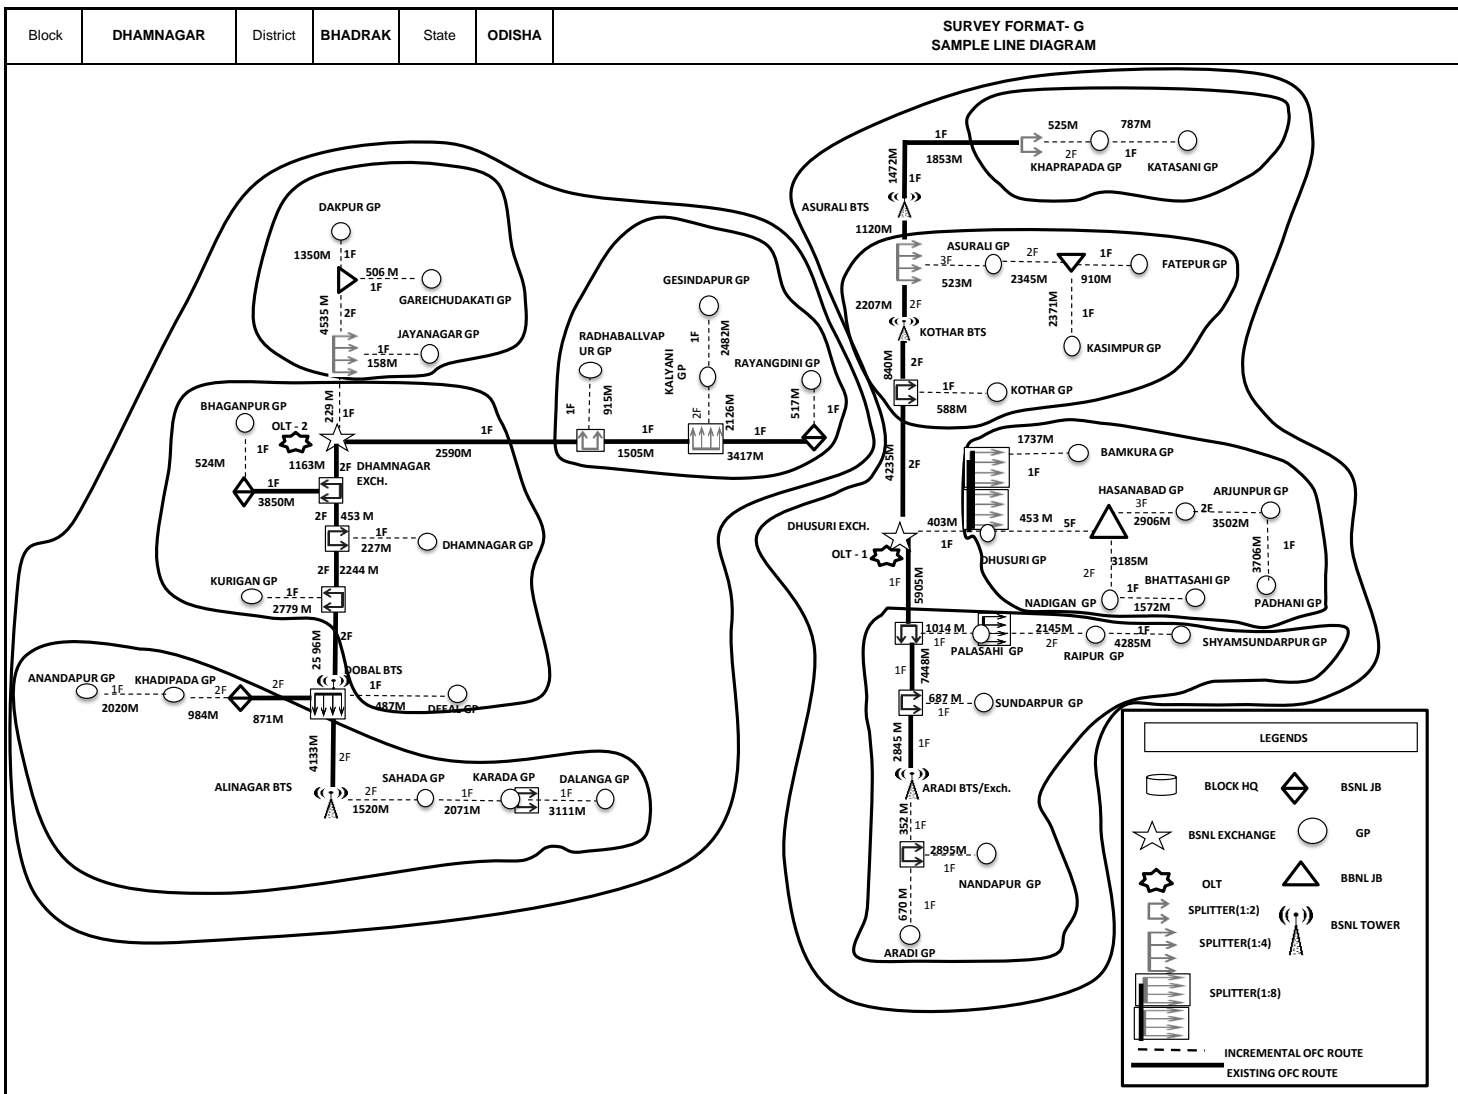 Block
DHAMNAGAR
District
BHADRAK
State
ODISHA
SURVEY FORMAT- G
SAMPLE LINE DIAGRAM
DAKPUR GP
1350M
1F
506 M
1F
GAREICHUDAKATI GP
4535 M
2F
JAYANAGAR GP
1F
158M
229 M
1F
BHAGANPUR GP
OLT - 2
1F
524M
1163M
2F
DHAMNAGAR
EXCH.
1F
3850M
2F
453 M
1F
227M
DHAMNAGAR GP
2F
2244 M
KURIGAN GP
1F
2779 M
25 96M
2F
DOBAL BTS
1F
487M
DEFAL GP
ANANDAPUR GP
KHADIPADA GP
1F
2020M
2F
984M
2F
871M
4133M
2F
ALINAGAR BTS
SAHADA GP
KARADA GP
DALANGA GP
2F
1520M
1F
2071M
1F
3111M
1F
2590M
RADHABALLVAP
UR GP
1F
915M
1F
1505M
GESINDAPUR GP
1F
2482M
KALYANI
GP
2F
2126M
RAYANGDINI GP
517M
1F
1F
3417M
1F
1853M
1472M
1F
525M
787M
2F
1F
KHAPRAPADA GP
KATASANI GP
ASURALI BTS
1120M
ASURALI GP
3F
523M
2F
2345M
1F
910M
FATEPUR GP
2371M
1F
KASIMPUR GP
2207M
2F
KOTHAR BTS
840M
2F
1F
588M
KOTHAR GP
4235M
2F
1737M
1F
BAMKURA GP
DHUSURI EXCH.
OLT - 1
403M
1F
453 M
5F
DHUSURI GP
HASANABAD GP
3F
2906M
2F
ARJUNPUR GP
3502M
3706M
1F
PADHANI GP
3185M
2F
BHATTASAHI GP
1F
1572M
NADIGAN GP
1F
5905M
1014 M
1F
PALASAHI GP
2145M
2F
RAIPUR GP
1F
4285M
SHYAMSUNDARPUR GP
7448M
1F
687 M
1F
SUNDARPUR GP
2845 M
1F
ARADI BTS/Exch.
352 M
1F
2895M
1F
NANDAPUR GP
670 M
1F
ARADI GP
LEGENDS
BLOCK HQ
BSNL JB
BSNL EXCHANGE
GP
OLT
BBNL JB
SPLITTER(1:2)
SPLITTER(1:4)
BSNL TOWER
SPLITTER(1:8)
INCREMENTAL OFC ROUTE
EXISTING OFC ROUTE